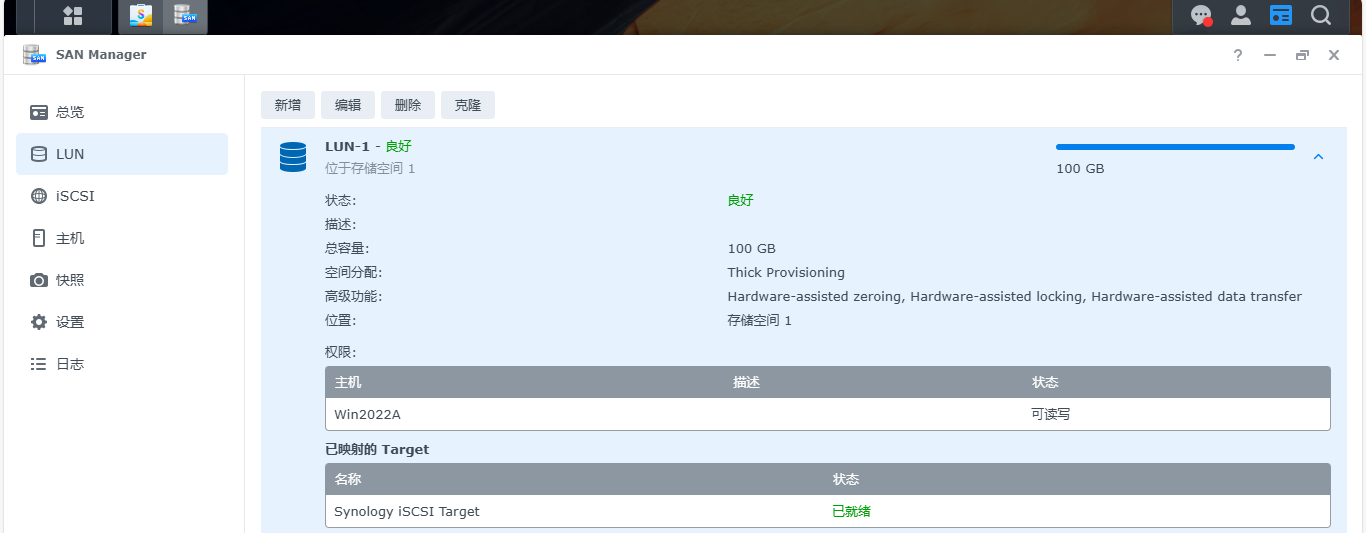 SAN Manager
?
总览
LUN
iSCSI
主机
快照
设置
日志
新增 编辑 删除 克隆
LUN-1 - 良好
位于存储空间 1
100 GB
状态: 良好
描述:
总容量: 100 GB
空间分配: Thick Provisioning
高级功能: Hardware-assisted zeroing, Hardware-assisted locking, Hardware-assisted data transfer
位置: 存储空间 1
权限:
主机 描述 状态
Win2022A 可读写
已映射的 Target
名称 状态
Synology iSCSI Target 已就绪